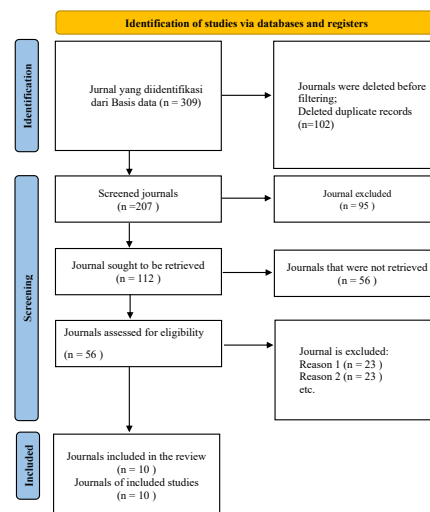 Identification of studies via databases and registers
Identification
Jurnal yang diidentifikasi
dari Basis data (n = 309)
Journals were deleted before
filtering;
Deleted duplicate records
(n=102)
Screening
Screened journals
(n =207 )
Journal excluded
(n = 95 )
Journal sought to be retrieved
(n = 112 )
Journals that were not retrieved
(n = 56 )
Journals assessed for eligibility
(n = 56 )
Journal is excluded:
Reason 1 (n = 23 )
Reason 2 (n = 23 )
etc.
Included
Journals included in the review
(n = 10 )
Journals of included studies
(n = 10 )